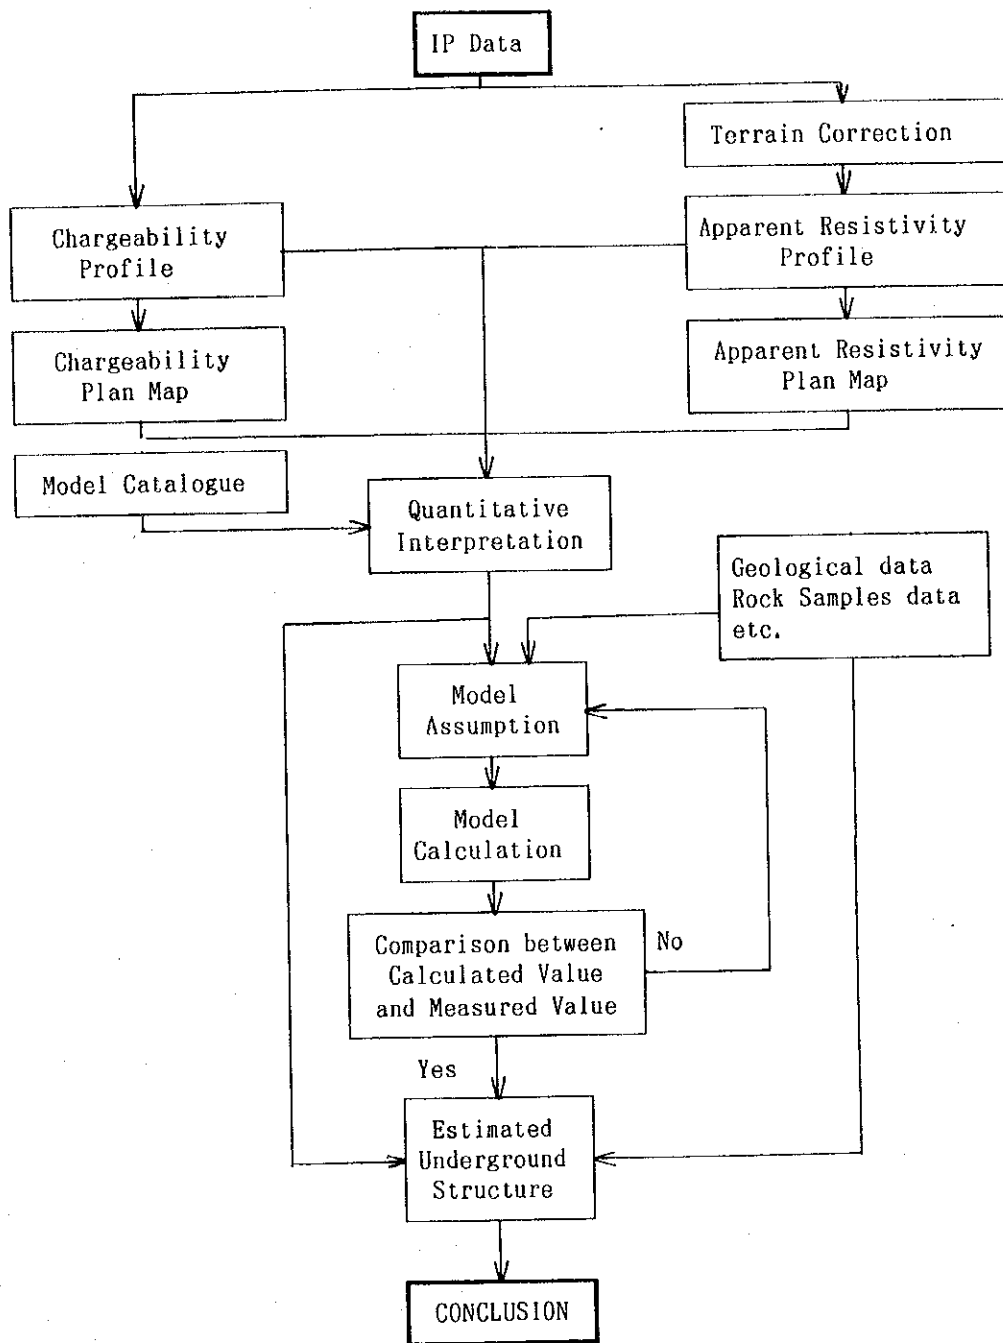 IP Data
Terrain Correction
Chargeability
Profile
Apparent Resistivity
Profile
Chargeability
Plan Map
Apparent Resistivity
Plan Map
Model Catalogue
Quantitative
Interpretation
Geological data
Rock Samples data
etc.
Model
Assumption
Model
Calculation
Comparison between
Calculated Value
and Measured Value
No
Yes
Estimated
Underground
Structure
CONCLUSION